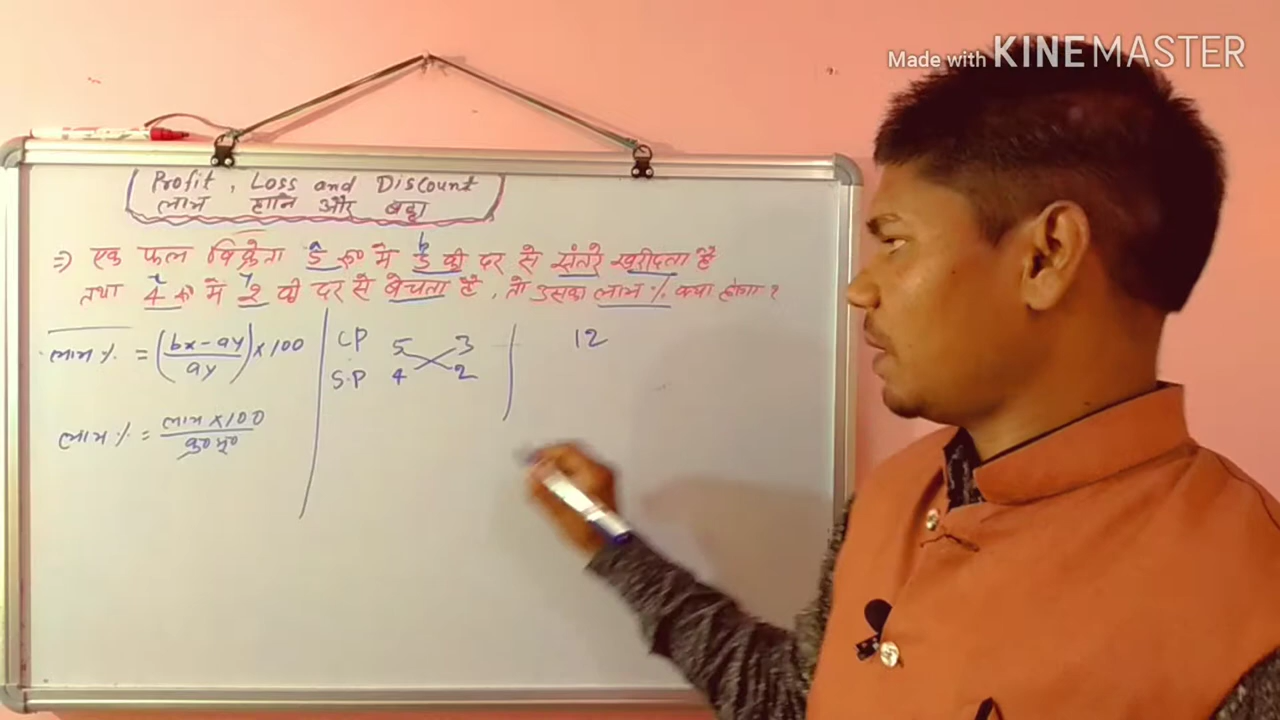 Made with KINEMASTER
Profit, Loss and Discount
लाभ हानि और बट्टा
⇒ एक फल विक्रेता 5 रु० में 3 की दर से संतरे खरीदता है
a b
तथा 4 रु में 2 की दर से बेचता है, तो उसका लाभ % क्या होगा ?
x y
लाभ % = (bx-ay/ay) × 100
CP 5 3
S.P 4 2
12
लाभ % = लाभ × 100 / क्र० मू०